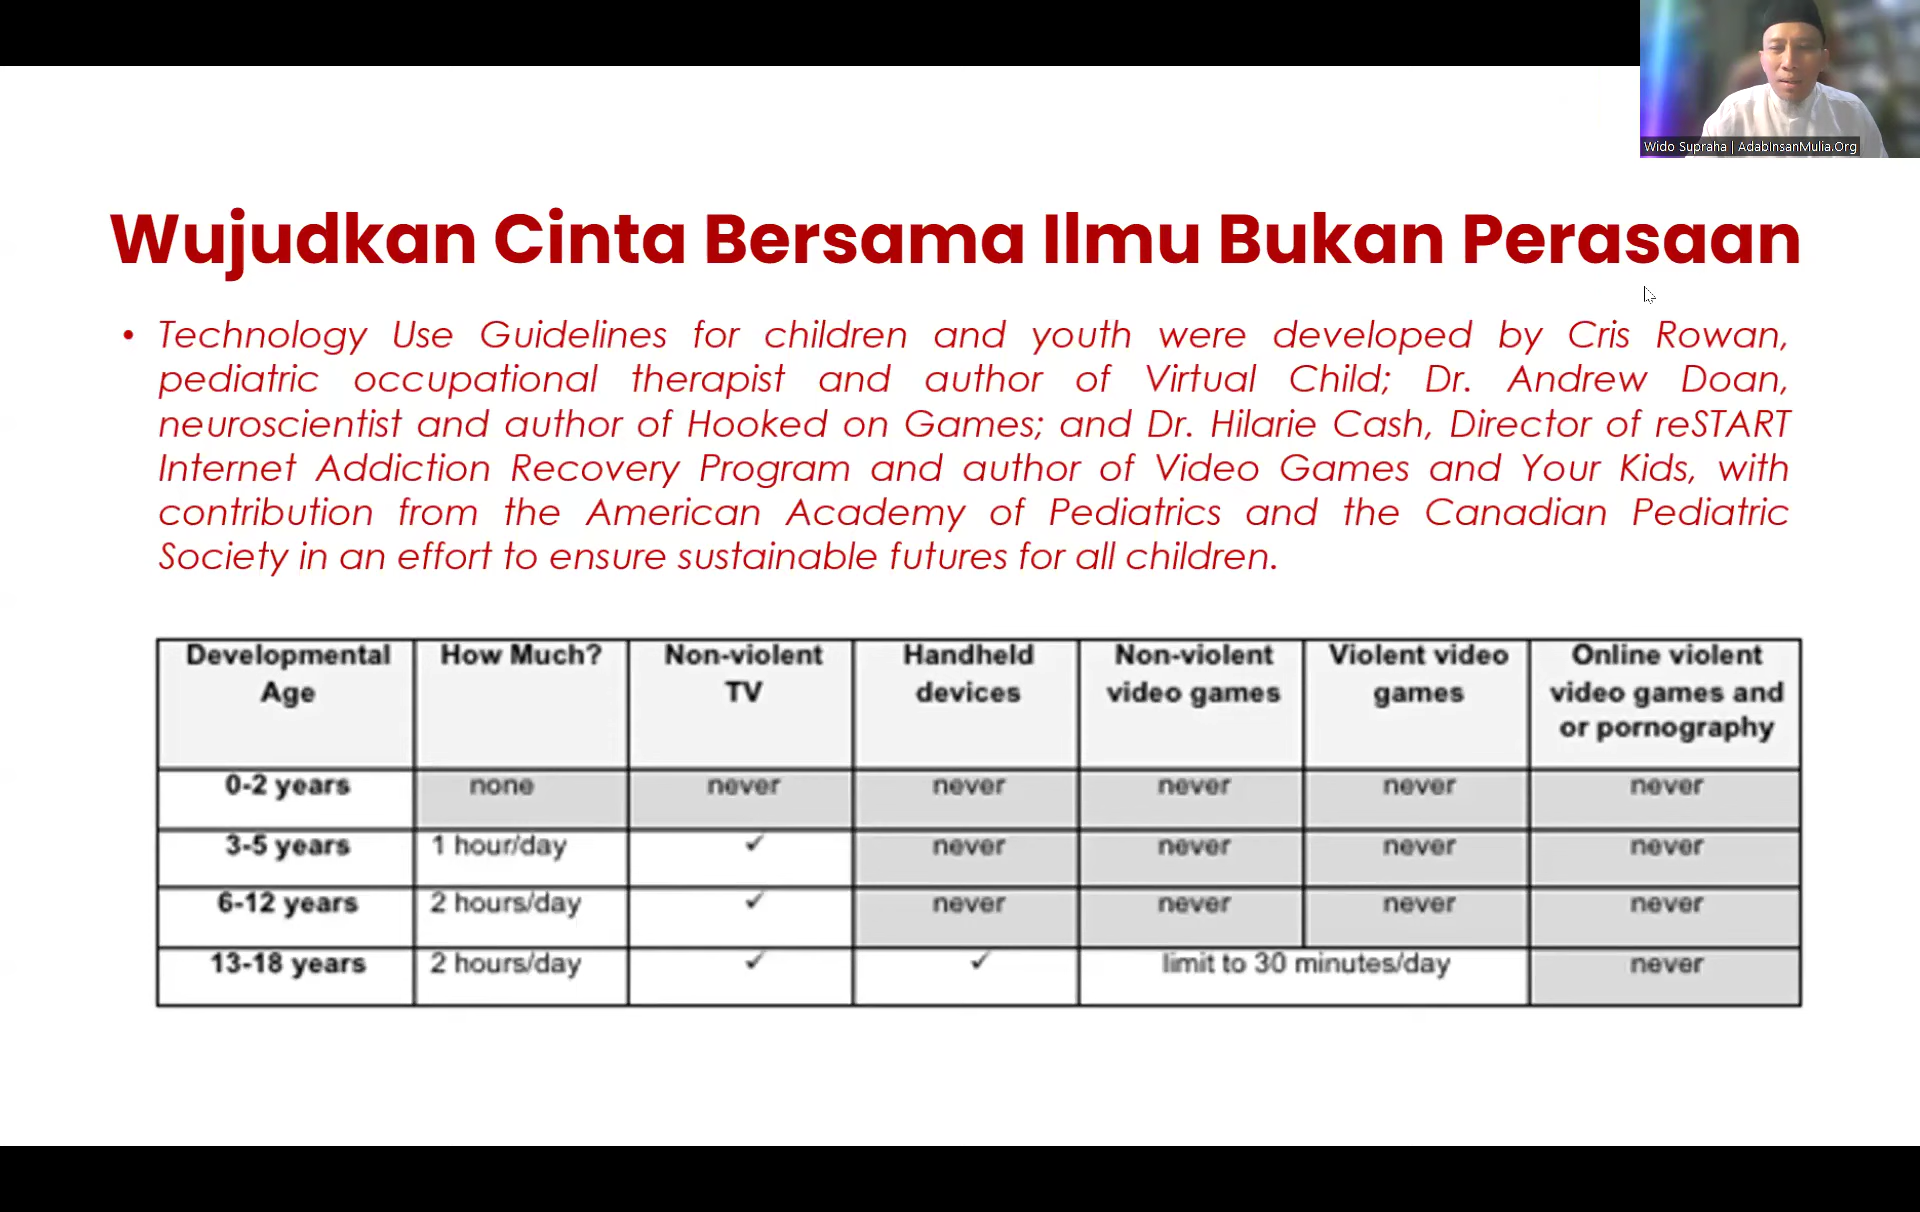 Wido Supraha | AdabInsanMulia.Org
Wujudkan Cinta Bersama Ilmu Bukan Perasaan
• Technology Use Guidelines for children and youth were developed by Cris Rowan,
pediatric occupational therapist and author of Virtual Child; Dr. Andrew Doan,
neuroscientist and author of Hooked on Games; and Dr. Hilarie Cash, Director of reSTART
Internet Addiction Recovery Program and author of Video Games and Your Kids, with
contribution from the American Academy of Pediatrics and the Canadian Pediatric
Society in an effort to ensure sustainable futures for all children.
Developmental How Much? Non-violent Handheld Non-violent Violent video Online violent
Age TV devices video games games video games and
or pornography
0-2 years none never never never never never
3-5 years 1 hour/day ✓ never never never never
6-12 years 2 hours/day ✓ never never never never
13-18 years 2 hours/day ✓ ✓ limit to 30 minutes/day never